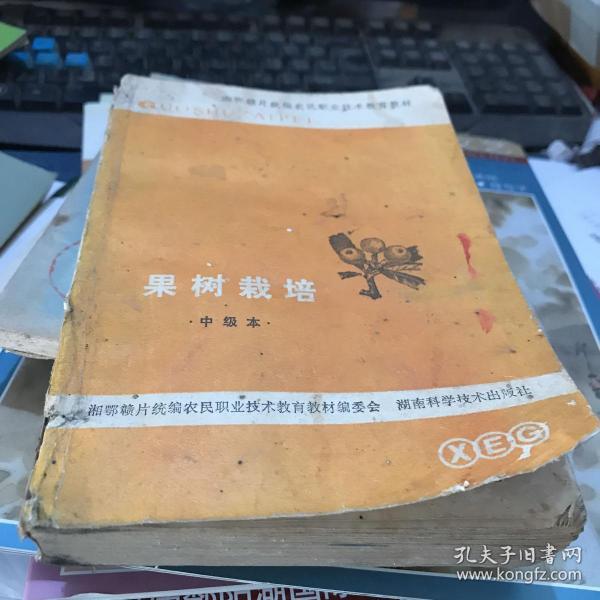 湘鄂赣片统编农民职业技术教育教材
GUOSHUZAIPEI
果树栽培
·中级本·
湘鄂赣片统编农民职业技术教育教材编委会 湖南科学技术出版社
XEG
孔夫子旧书网
www.kongfz.com